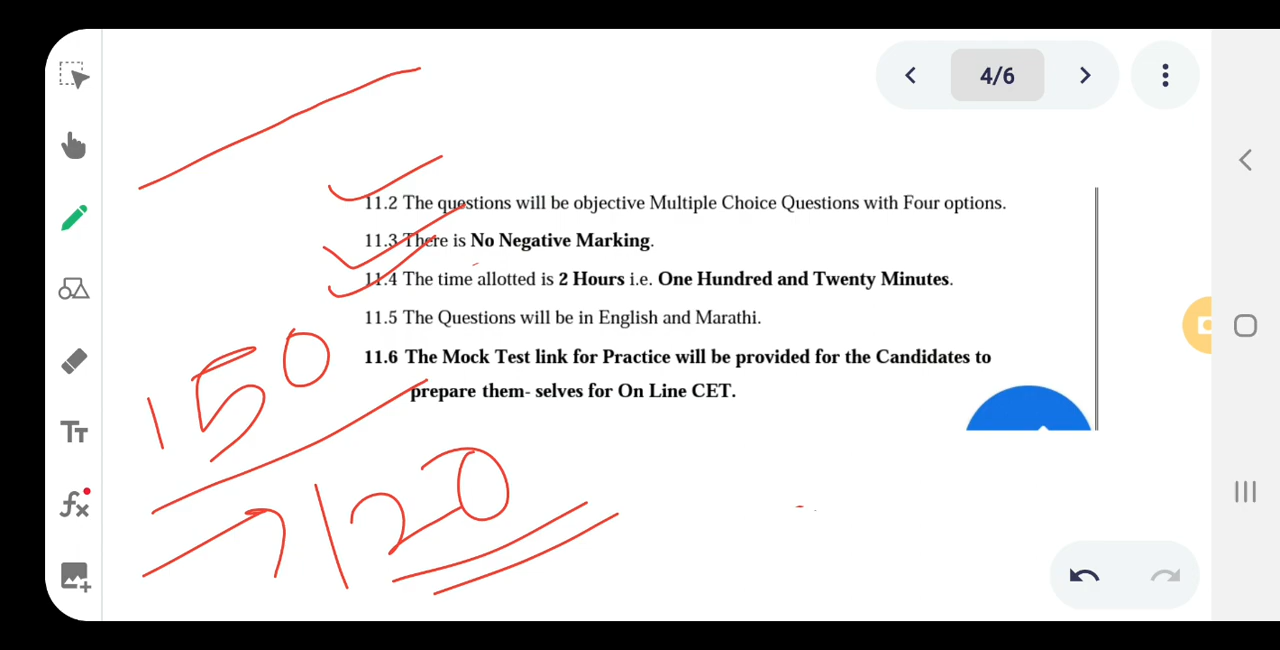 4/6
11.2 The questions will be objective Multiple Choice Questions with Four options.
11.3 There is No Negative Marking.
11.4 The time allotted is 2 Hours i.e. One Hundred and Twenty Minutes.
11.5 The Questions will be in English and Marathi.
11.6 The Mock Test link for Practice will be provided for the Candidates to
prepare them- selves for On Line CET.
150
120
TT
fx